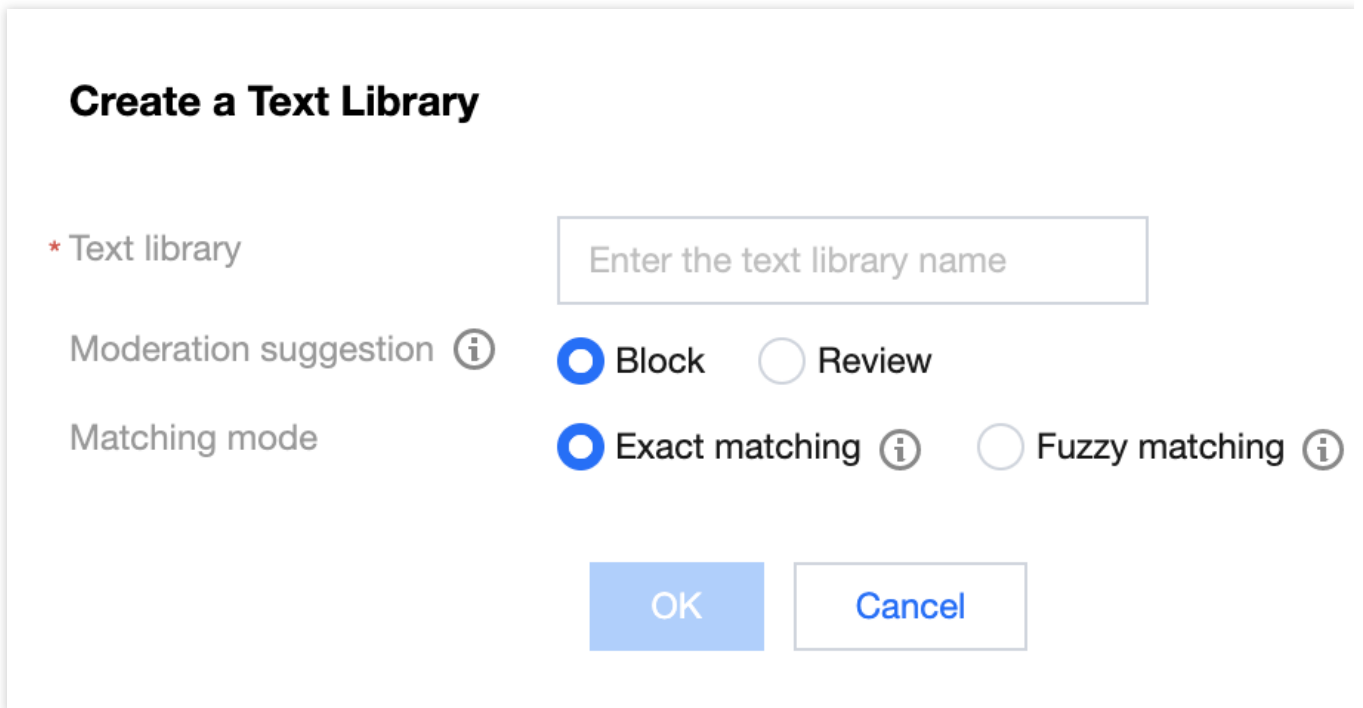 Create a Text Library
* Text library
Enter the text library name
Moderation suggestion
Block Review
Matching mode
Exact matching Fuzzy matching
OK Cancel